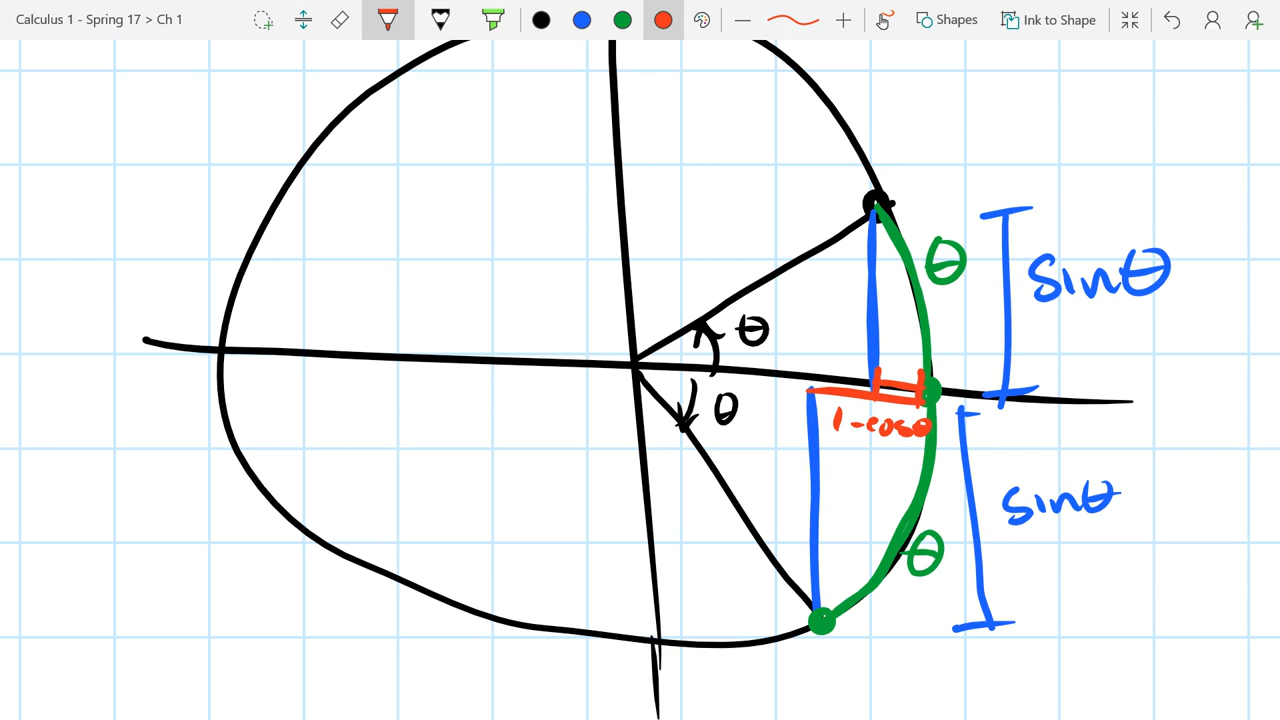 Calculus 1 - Spring 17 > Ch 1
Shapes
Ink to Shape
θ
sinθ
θ
θ
1-cosθ
sinθ
θ